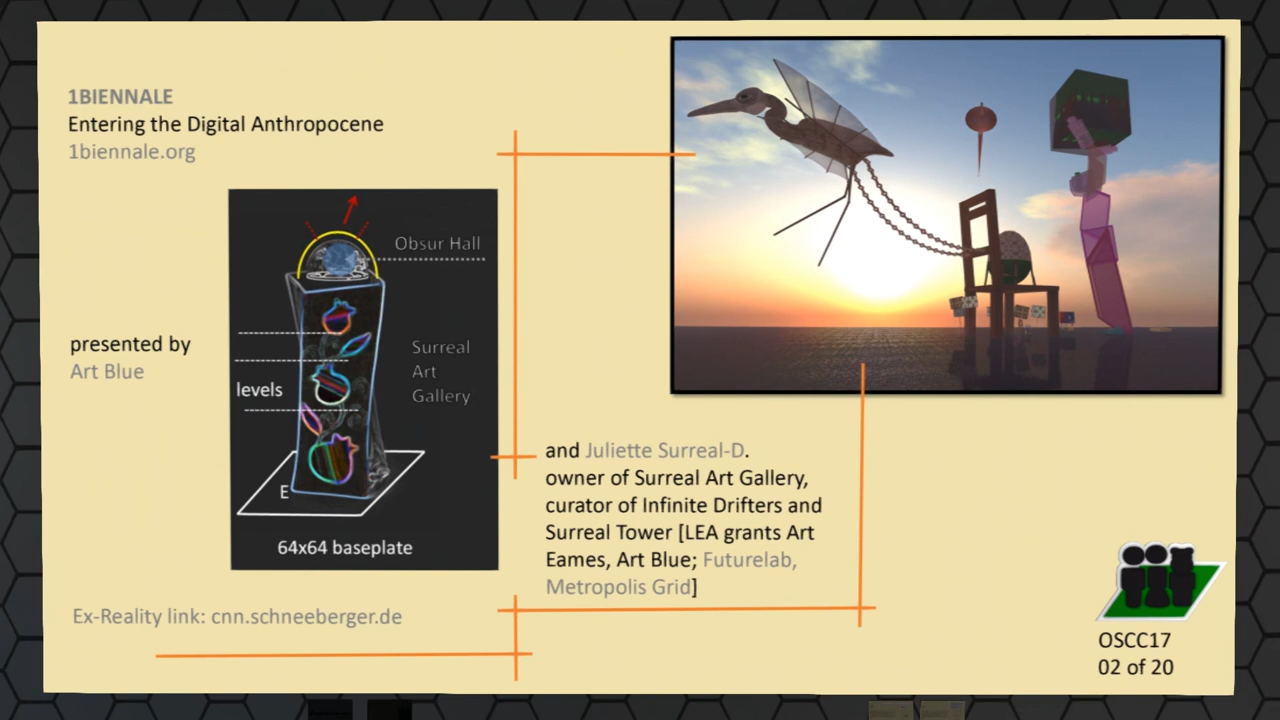 1BIENNALE
Entering the Digital Anthropocene
1biennale.org
Obsur Hall
presented by
Art Blue
levels
Surreal
Art
Gallery
E
64x64 baseplate
and Juliette Surreal-D.
owner of Surreal Art Gallery,
curator of Infinite Drifters and
Surreal Tower [LEA grants Art
Eames, Art Blue; Futurelab,
Metropolis Grid]
Ex-Reality link: cnn.schneeberger.de
OSCC17
02 of 20